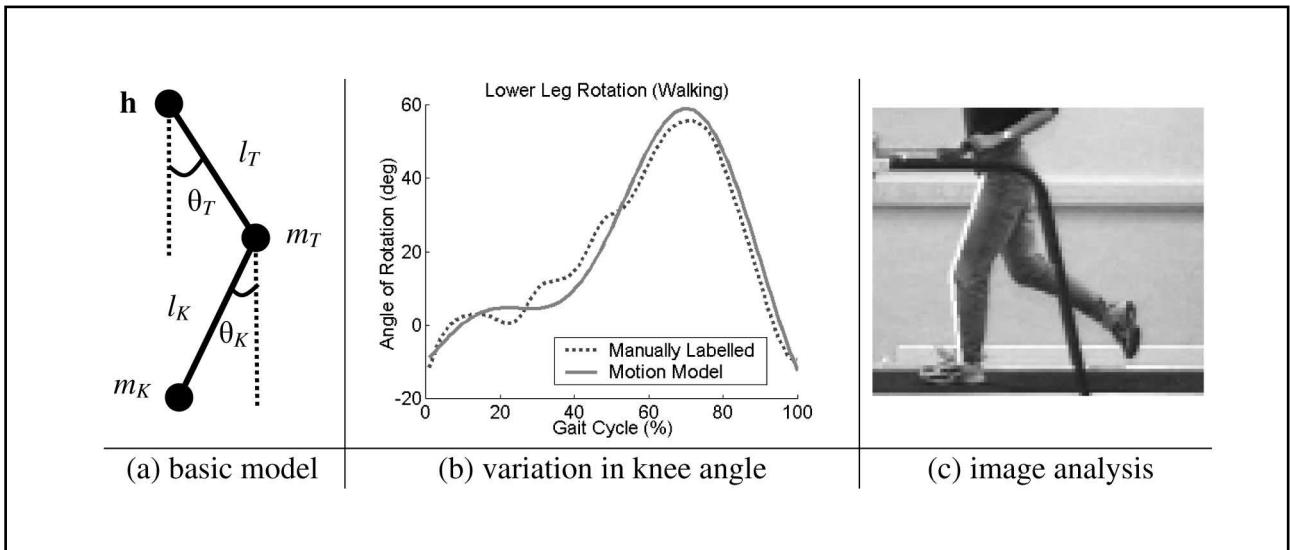 h
l_T
θ_T
m_T
l_K
θ_K
m_K
Lower Leg Rotation (Walking)
Angle of Rotation (deg)
60
40
20
0
-20
Manually Labelled
Motion Model
0 20 40 60 80 100
Gait Cycle (%)
(a) basic model
(b) variation in knee angle
(c) image analysis